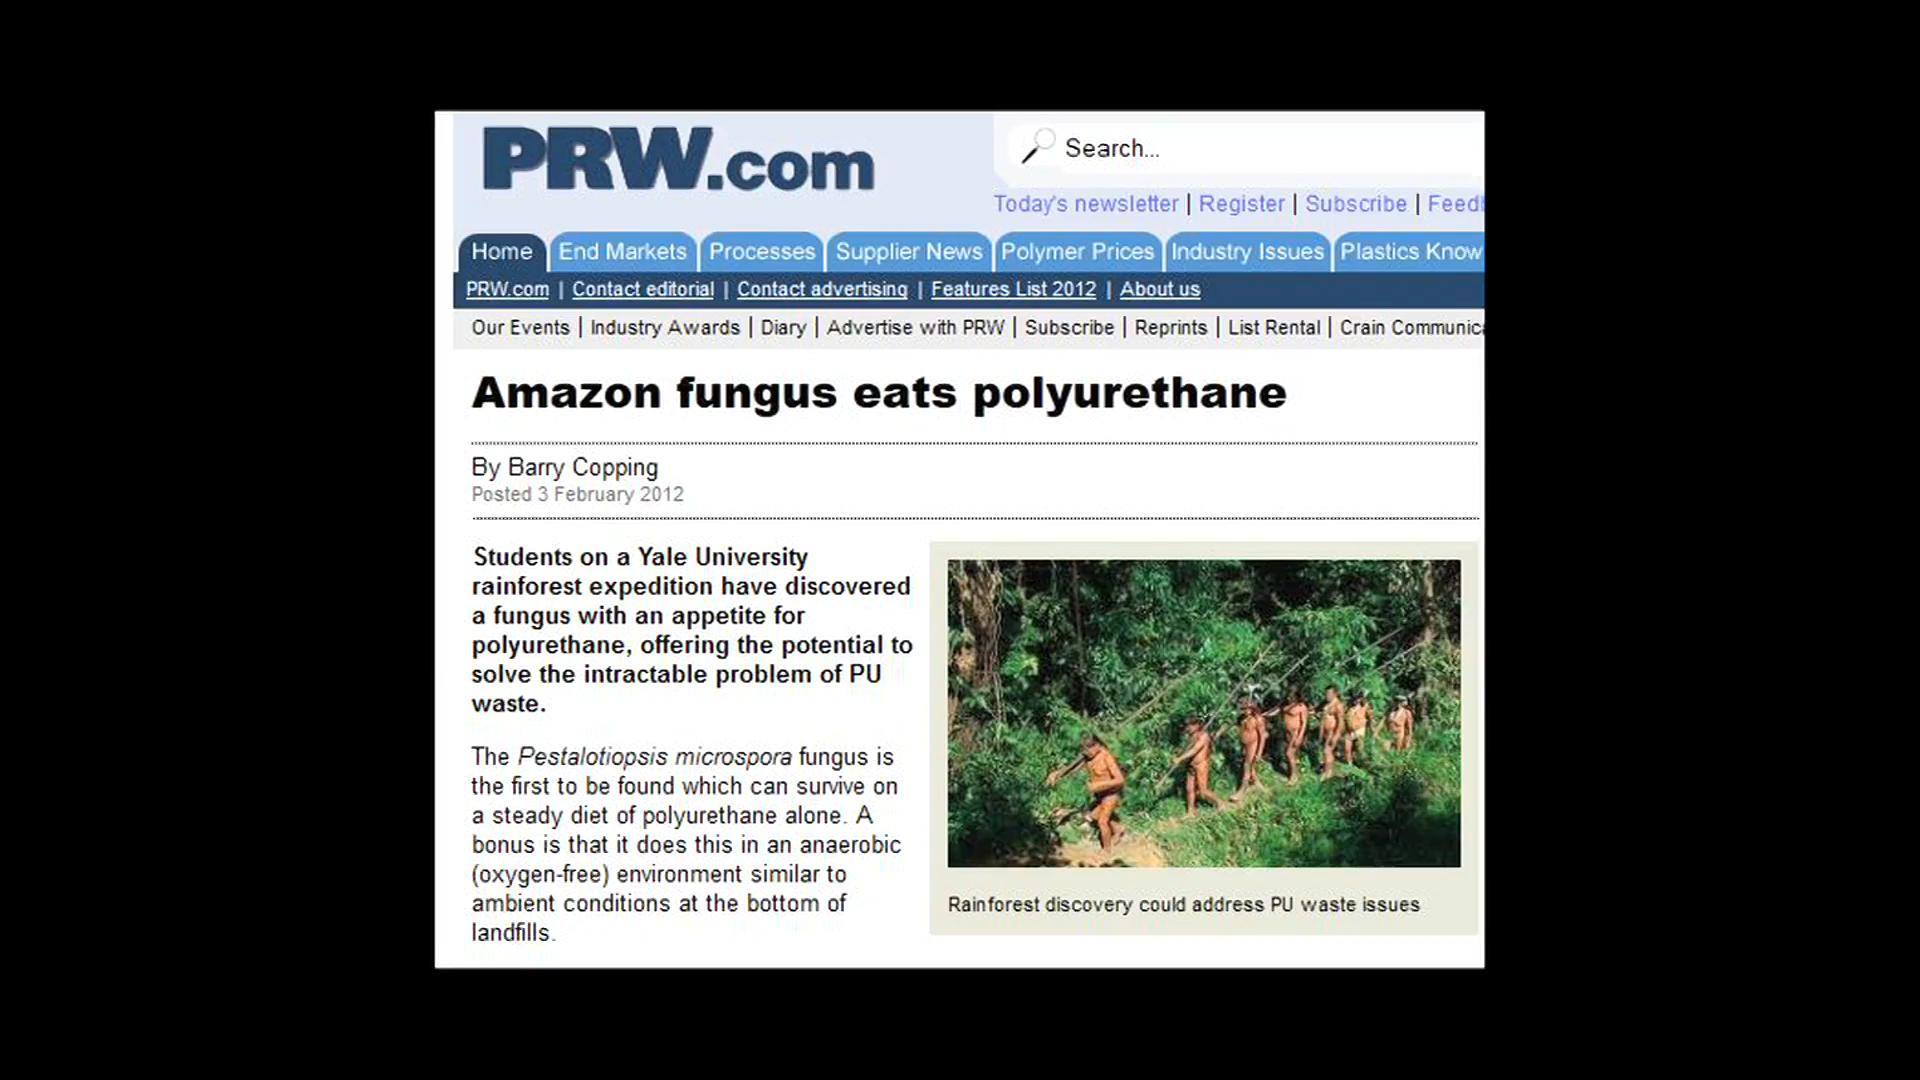 PRW.com
Search...
Today's newsletter | Register | Subscribe |
Home End Markets Processes Supplier News Polymer Prices Industry Issues Plastics Know
PRW.com | Contact editorial | Contact advertising | Features List 2012 | About us
Our Events | Industry Awards | Diary | Advertise with PRW | Subscribe | Reprints | List Rental | Crain
Amazon fungus eats polyurethane
By Barry Copping
Posted 3 February 2012
Students on a Yale University
rainforest expedition have discovered
a fungus with an appetite for
polyurethane, offering the potential to
solve the intractable problem of PU
waste.
The Pestalotiopsis microspora fungus is
the first to be found which can survive on
a steady diet of polyurethane alone. A
bonus is that it does this in an anaerobic
(oxygen-free) environment similar to
ambient conditions at the bottom of
landfills.
Rainforest discovery could address PU waste issues